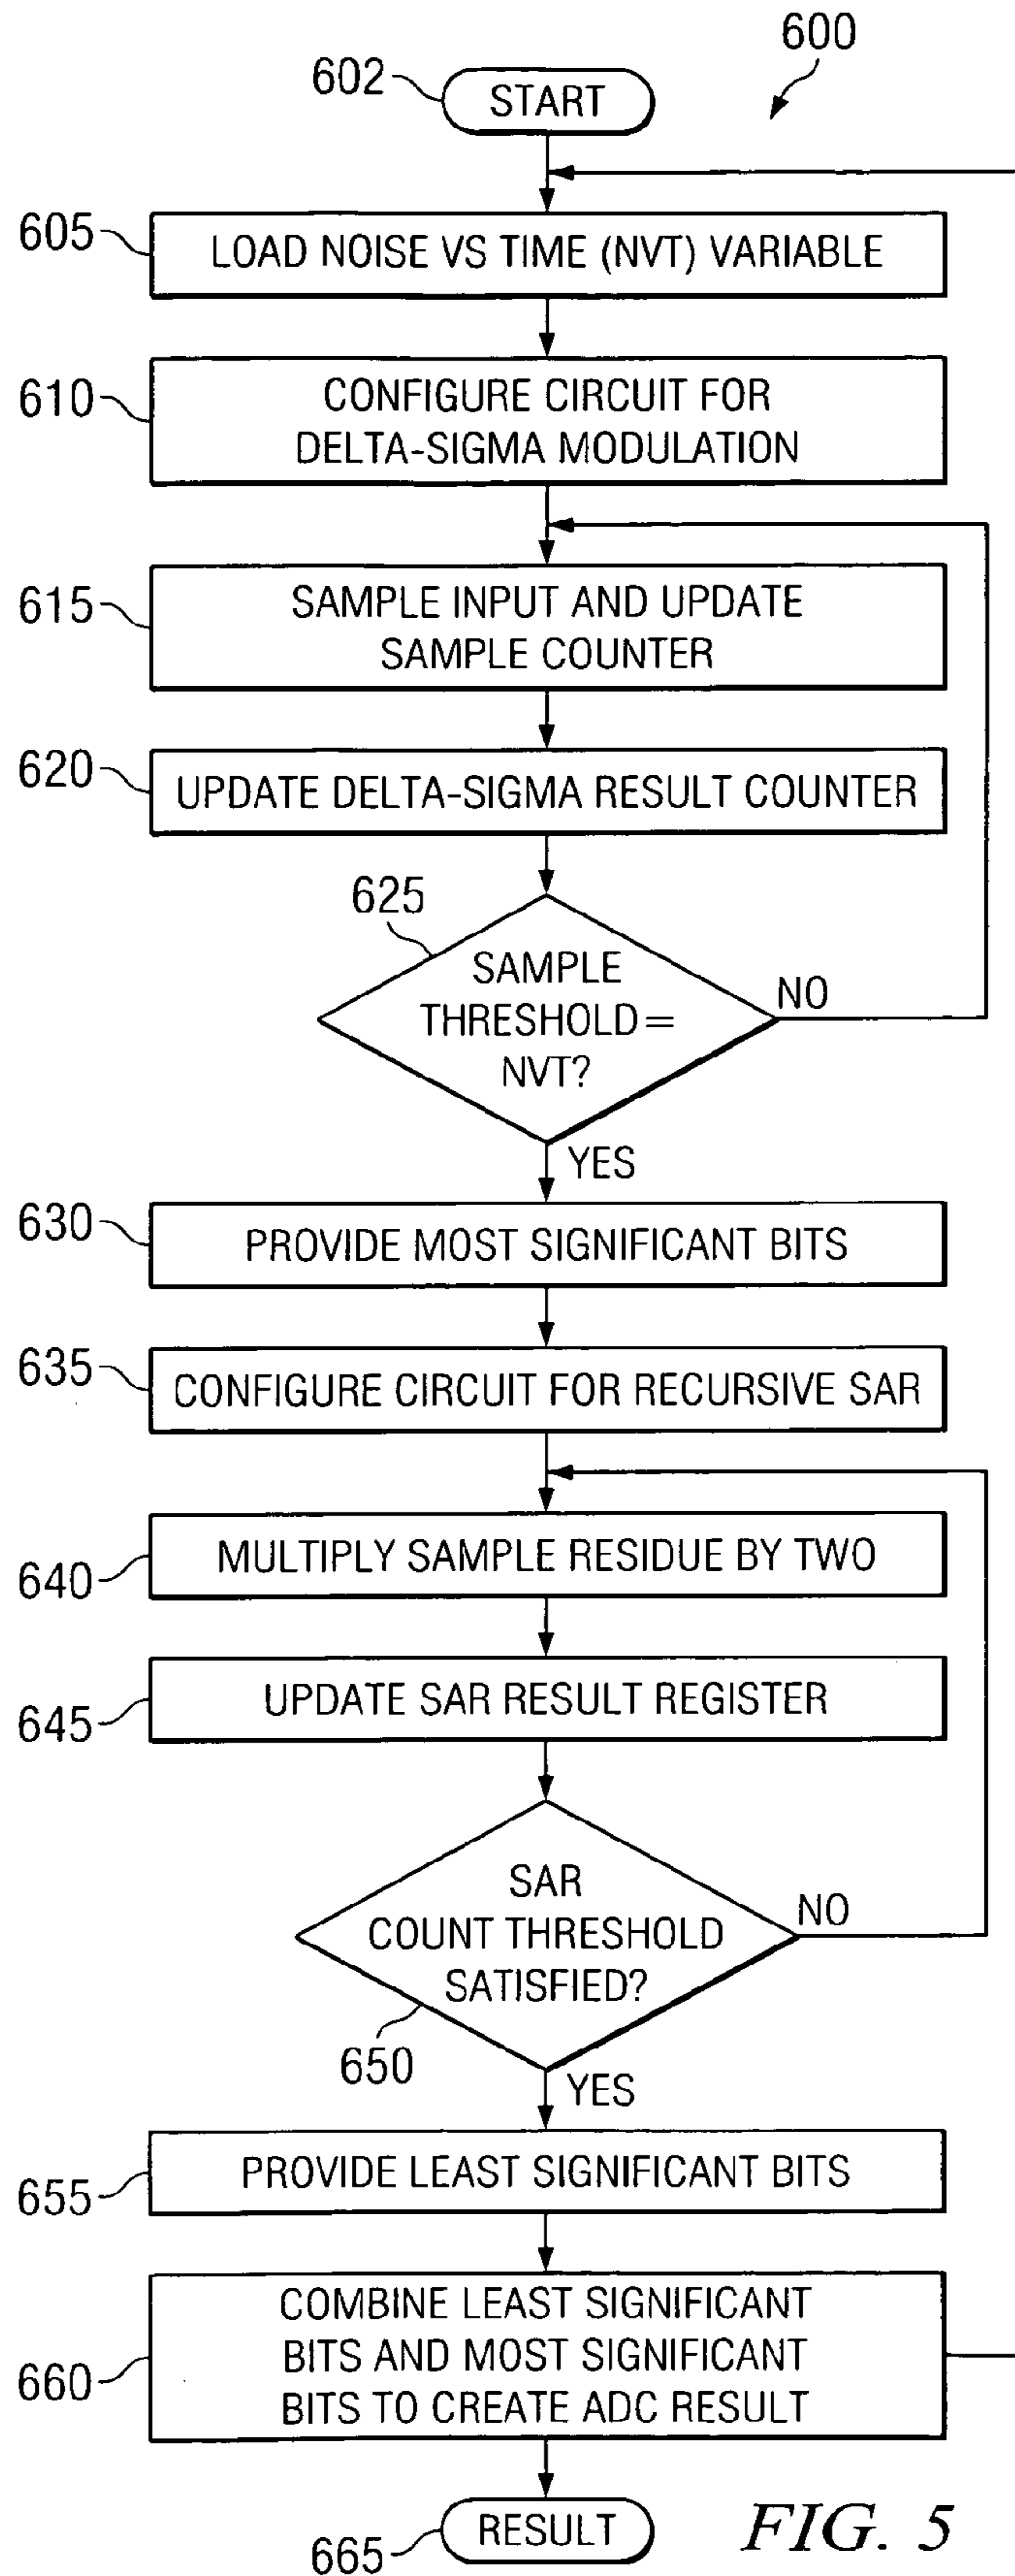 600
602
START
605
LOAD NOISE VS TIME (NVT) VARIABLE
610
CONFIGURE CIRCUIT FOR
DELTA-SIGMA MODULATION
615
SAMPLE INPUT AND UPDATE
SAMPLE COUNTER
620
UPDATE DELTA-SIGMA RESULT COUNTER
625
SAMPLE
THRESHOLD =
NVT?
NO
YES
630
PROVIDE MOST SIGNIFICANT BITS
635
CONFIGURE CIRCUIT FOR RECURSIVE SAR
640
MULTIPLY SAMPLE RESIDUE BY TWO
645
UPDATE SAR RESULT REGISTER
SAR
COUNT THRESHOLD
SATISFIED?
NO
650
YES
655
PROVIDE LEAST SIGNIFICANT BITS
660
COMBINE LEAST SIGNIFICANT
BITS AND MOST SIGNIFICANT
BITS TO CREATE ADC RESULT
665
RESULT
FIG. 5